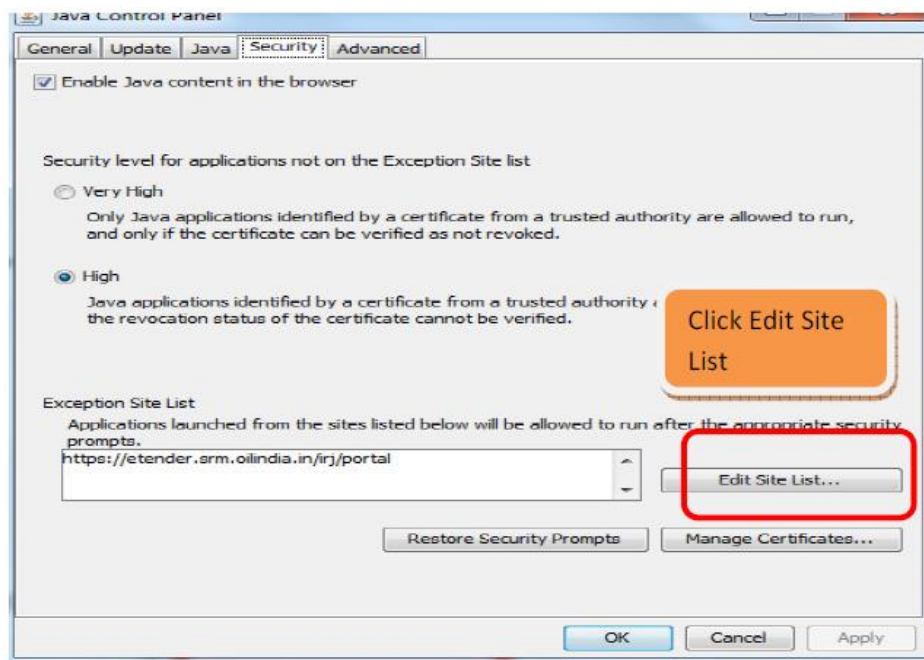 Java Control Panel
General Update Java Security Advanced
Enable Java content in the browser
Security level for applications not on the Exception Site list
Very High
Only Java applications identified by a certificate from a trusted authority are allowed to run,
and only if the certificate can be verified as not revoked.
High
Java applications identified by a certificate from a trusted authority
the revocation status of the certificate cannot be verified.
Click Edit Site
List
Exception Site List
Applications launched from the sites listed below will be allowed to run after the appropriate security
prompts.
https://etender.srm.oilindia.in/irj/portal
Edit Site List...
Restore Security Prompts Manage Certificates...
OK Cancel Apply